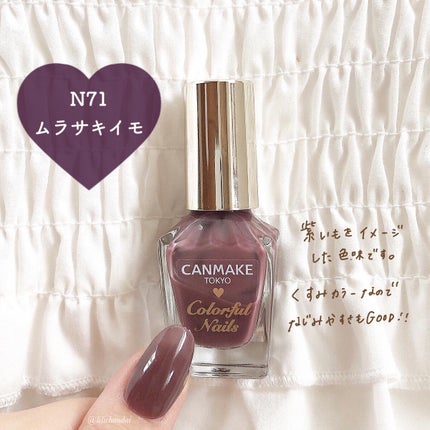 N71
ムラサキイモ
CANMAKE
TOKYO
Colorful
Nails
紫いもをイメージ
した色味です。
くすみカラーなので
なじみやすさもGOOD!!